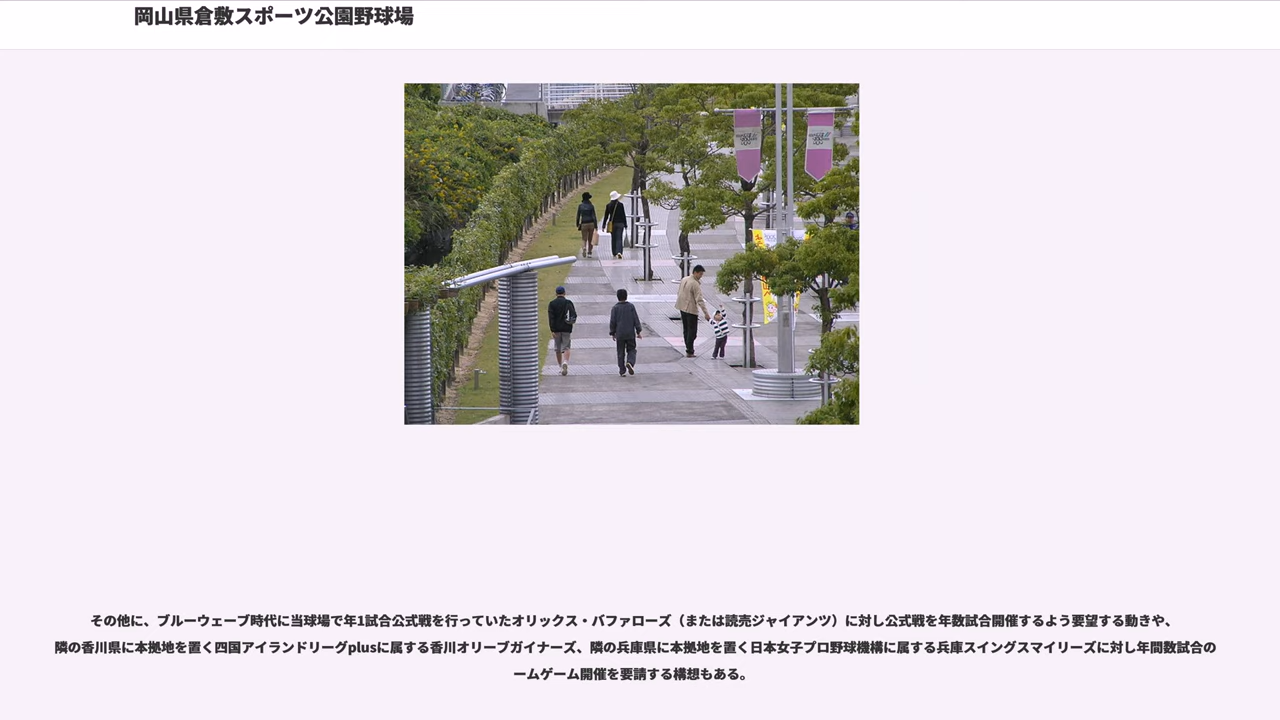 岡山県倉敷スポーツ公園野球場
その他に、ブルーウェーブ時代に当球場で年1試合公式戦を行っていたオリックス・バファローズ（または読売ジャイアンツ）に対し公式戦を年数試合開催するよう要望する動きや、
隣の香川県に本拠地を置く四国アイランドリーグplusに属する香川オリーブガイナーズ、隣の兵庫県に本拠地を置く日本女子プロ野球機構に属する兵庫スイングスマイリーズに対し年間数試合の
ームゲーム開催を要請する構想もある。